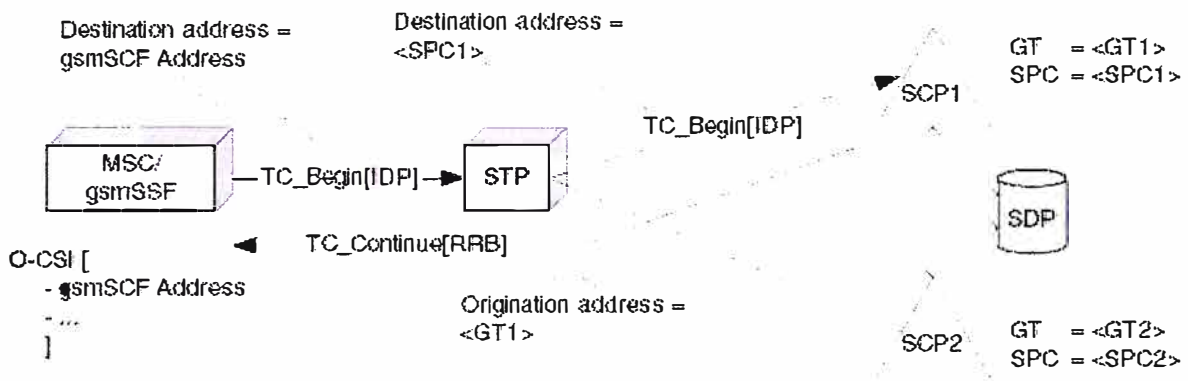 Destination address =
gsmSCF Address
Destination address =
<SPC1>
GT = <GT1>
SPC = <SPC1>
SCP1
TC_Begin[IDP]
MSC/
gsmSSF
TC_Begin[IDP]
STP
SDP
TC_Continue[RRB]
O-CSI [
- gsmSCF Address
- ...
]
Origination address =
<GT1>
SCP2
GT = <GT2>
SPC = <SPC2>